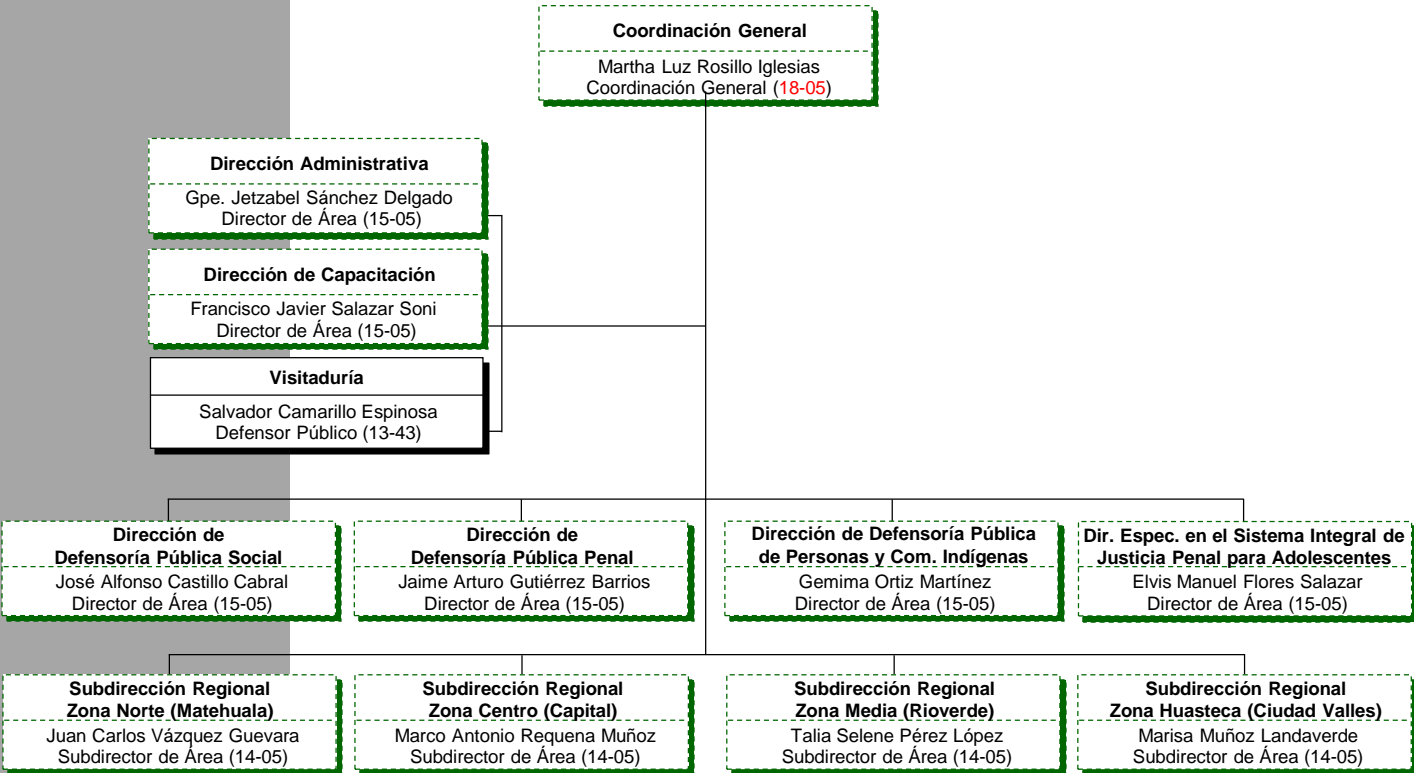 Coordinación General
Martha Luz Rosillo Iglesias
Coordinación General (18-05)
Dirección Administrativa
Gpe. Jetzabel Sánchez Delgado
Director de Área (15-05)
Dirección de Capacitación
Francisco Javier Salazar Soni
Director de Área (15-05)
Visitaduría
Salvador Camarillo Espinosa
Defensor Público (13-43)
Dirección de
Defensoría Pública Social
José Alfonso Castillo Cabral
Director de Área (15-05)
Dirección de
Defensoría Pública Penal
Jaime Arturo Gutiérrez Barrios
Director de Área (15-05)
Dirección de Defensoría Pública
de Personas y Com. Indígenas
Gemima Ortiz Martínez
Director de Área (15-05)
Dir. Espec. en el Sistema Integral de
Justicia Penal para Adolescentes
Elvis Manuel Flores Salazar
Director de Área (15-05)
Subdirección Regional
Zona Norte (Matehuala)
Juan Carlos Vázquez Guevara
Subdirector de Área (14-05)
Subdirección Regional
Zona Centro (Capital)
Marco Antonio Requena Muñoz
Subdirector de Área (14-05)
Subdirección Regional
Zona Media (Rioverde)
Talia Selene Pérez López
Subdirector de Área (14-05)
Subdirección Regional
Zona Huasteca (Ciudad Valles)
Marisa Muñoz Landaverde
Subdirector de Área (14-05)